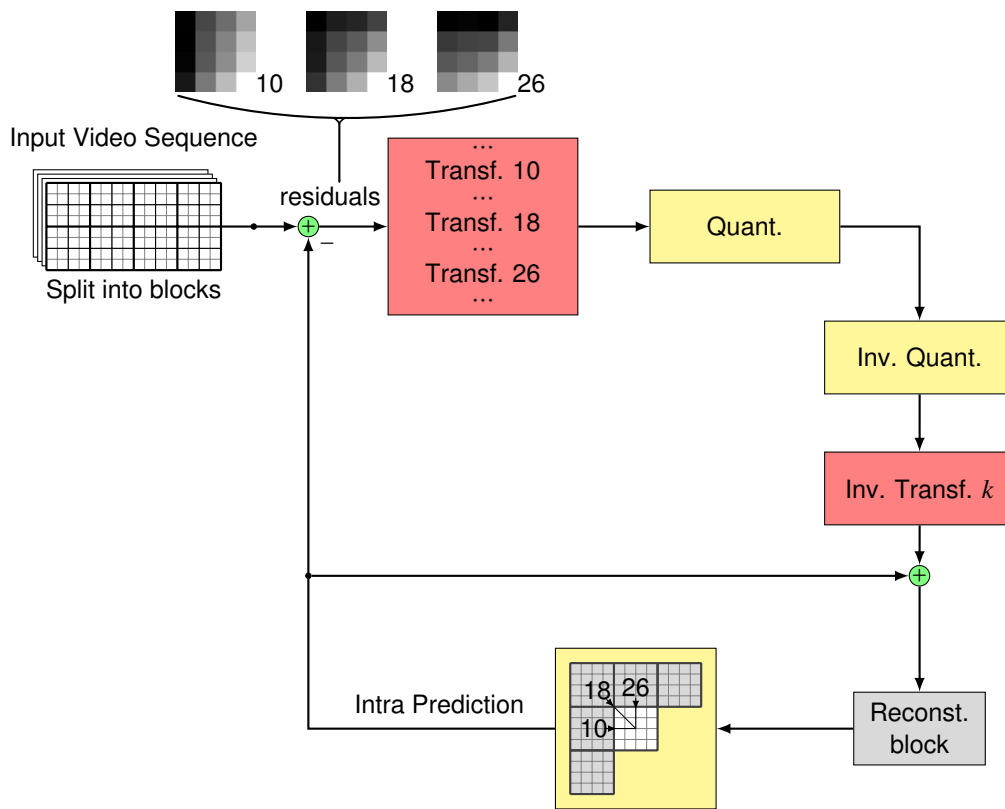 10 18 26
Input Video Sequence
residuals
Split into blocks
+
−
...
Transf. 10
...
Transf. 18
...
Transf. 26
...
Quant.
Inv. Quant.
Inv. Transf. k
+
Intra Prediction
18 26
10
Reconst.
block